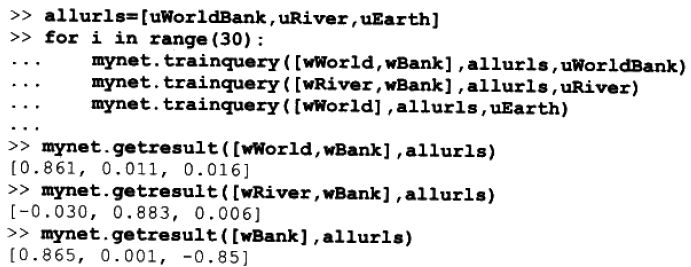 >> allurls=[uWorldBank,uRiver,uEarth]
>> for i in range(30):
...     mynet.trainquery([wWorld,wBank],allurls,uWorldBank)
...     mynet.trainquery([wRiver,wBank],allurls,uRiver)
...     mynet.trainquery([wWorld],allurls,uEarth)
...
>> mynet.getresult([wWorld,wBank],allurls)
[0.861, 0.011, 0.016]
>> mynet.getresult([wRiver,wBank],allurls)
[-0.030, 0.883, 0.006]
>> mynet.getresult([wBank],allurls)
[0.865, 0.001, -0.85]